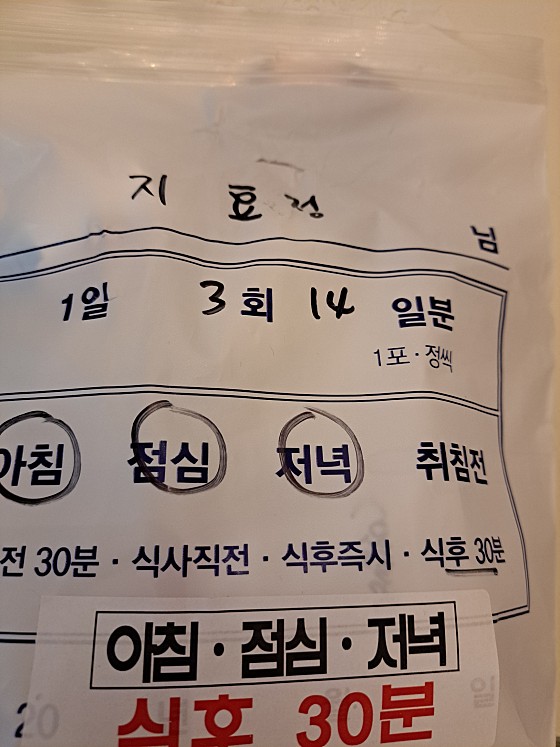 지 효정
님
1일 3회 14 일분
1포·정씩
아침 점심 저녁 취침전
전 30분 · 식사직전 · 식후즉시 · 식후 30분
아침 · 점심 · 저녁
식후 30분
20
일